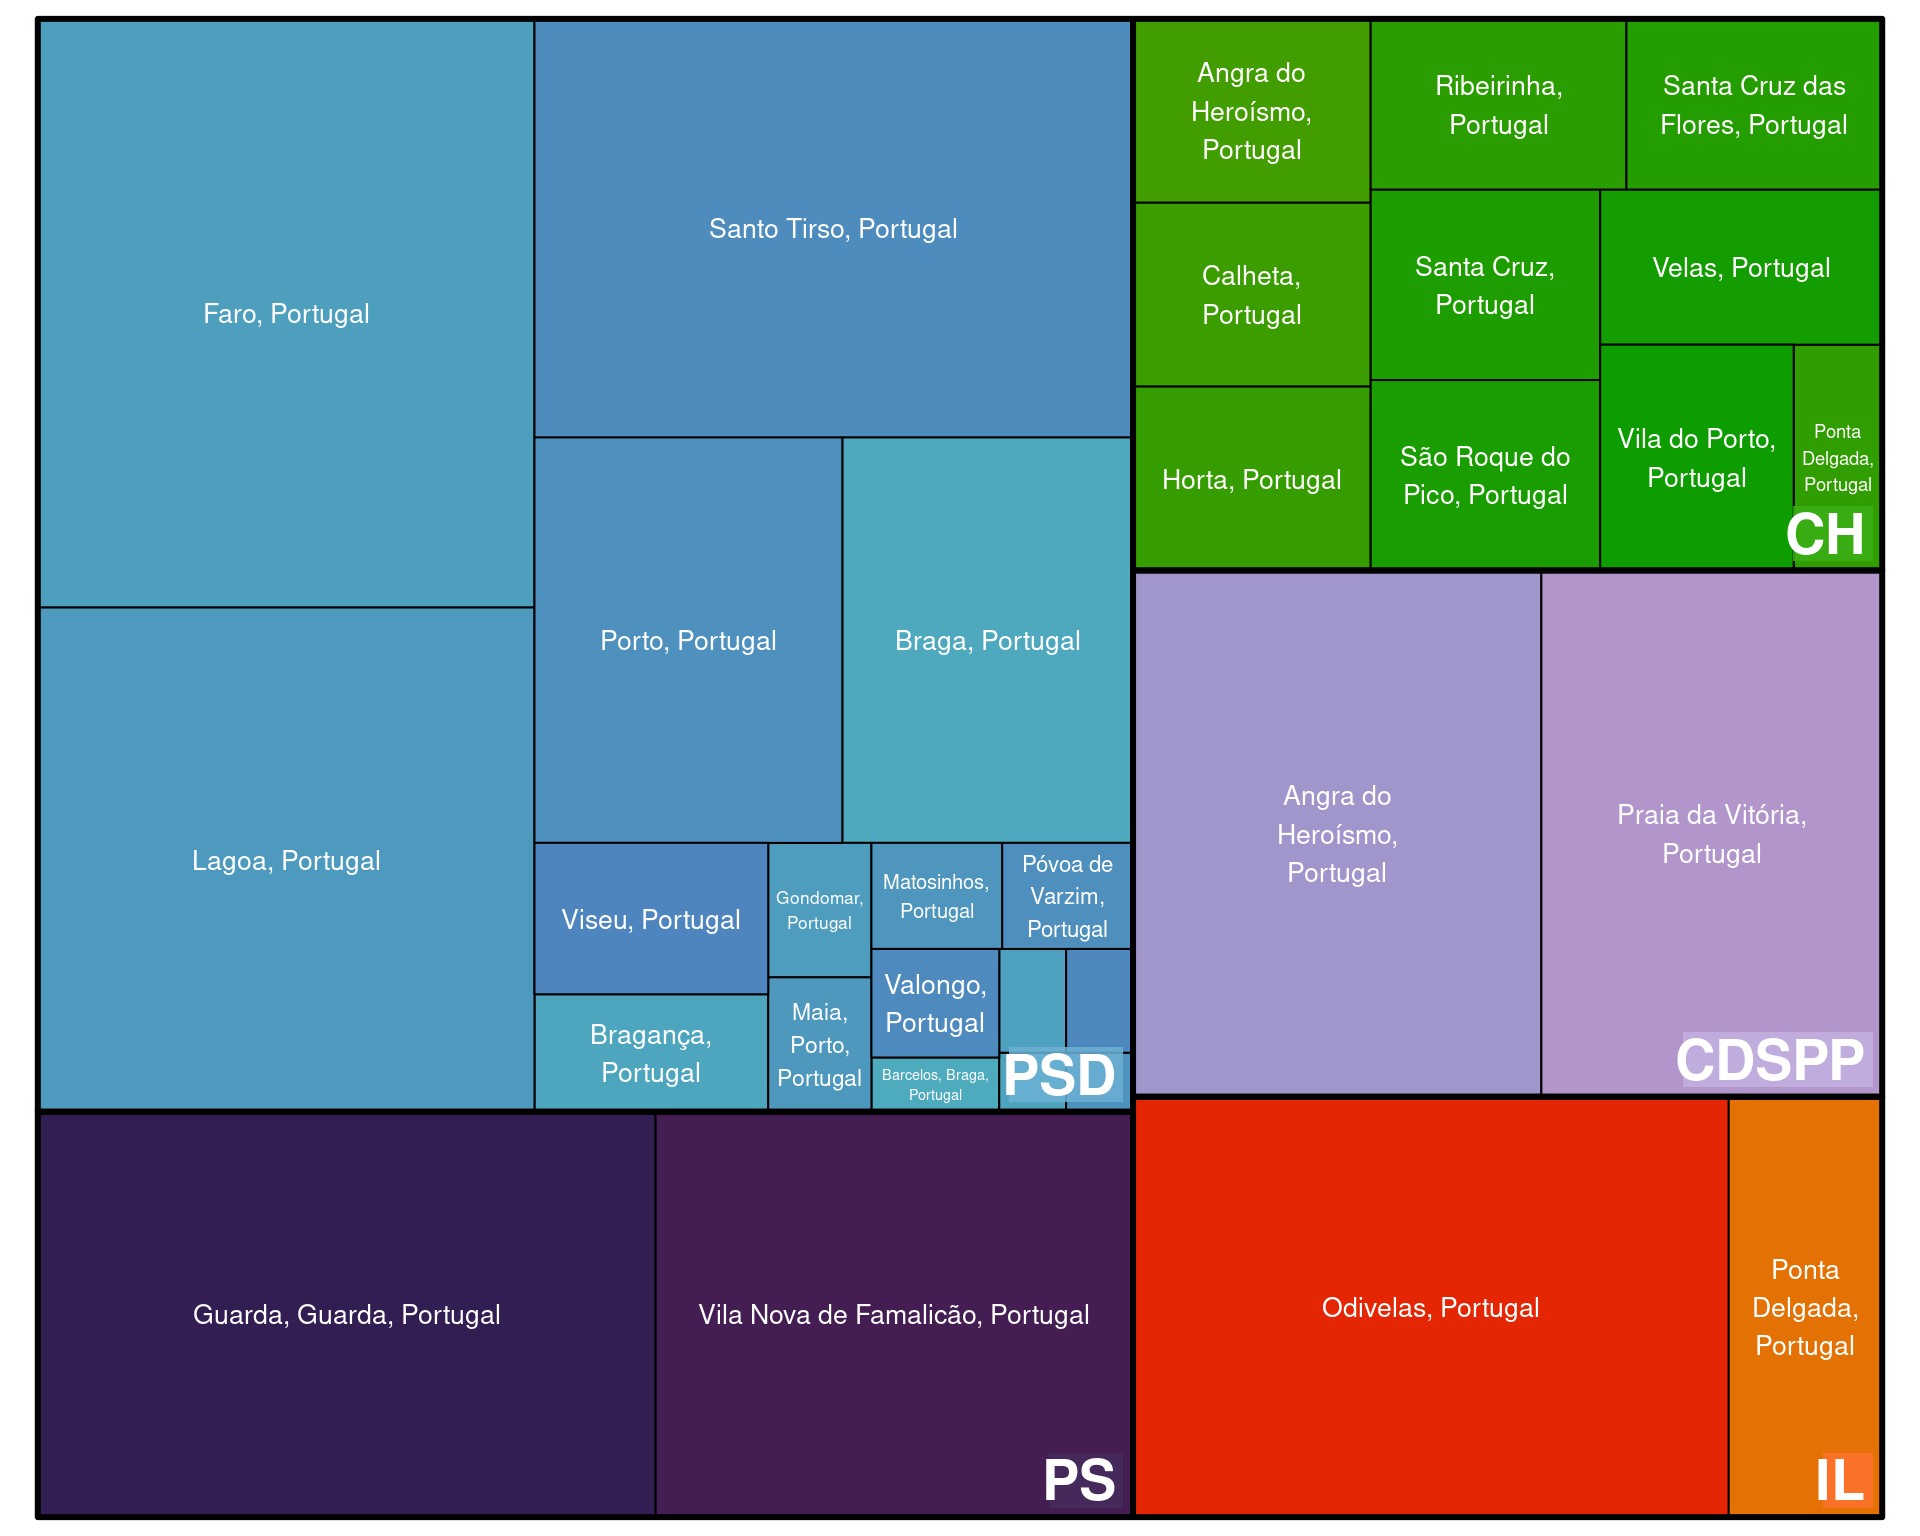 Faro, Portugal
Santo Tirso, Portugal
Lagoa, Portugal
Porto, Portugal
Braga, Portugal
Viseu, Portugal
Bragança,
Portugal
Gondomar,
Portugal
Maia,
Porto,
Portugal
Matosinhos,
Portugal
Póvoa de
Varzim,
Portugal
Valongo,
Portugal
Barcelos, Braga,
Portugal
PSD
Guarda, Guarda, Portugal
Vila Nova de Famalicão, Portugal
PS
Angra do
Heroísmo,
Portugal
Calheta,
Portugal
Horta, Portugal
Ribeirinha,
Portugal
Santa Cruz das
Flores, Portugal
Santa Cruz,
Portugal
Velas, Portugal
São Roque do
Pico, Portugal
Vila do Porto,
Portugal
Ponta
Delgada,
Portugal
CH
Angra do
Heroísmo,
Portugal
Praia da Vitória,
Portugal
CDSPP
Odivelas, Portugal
Ponta
Delgada,
Portugal
IL